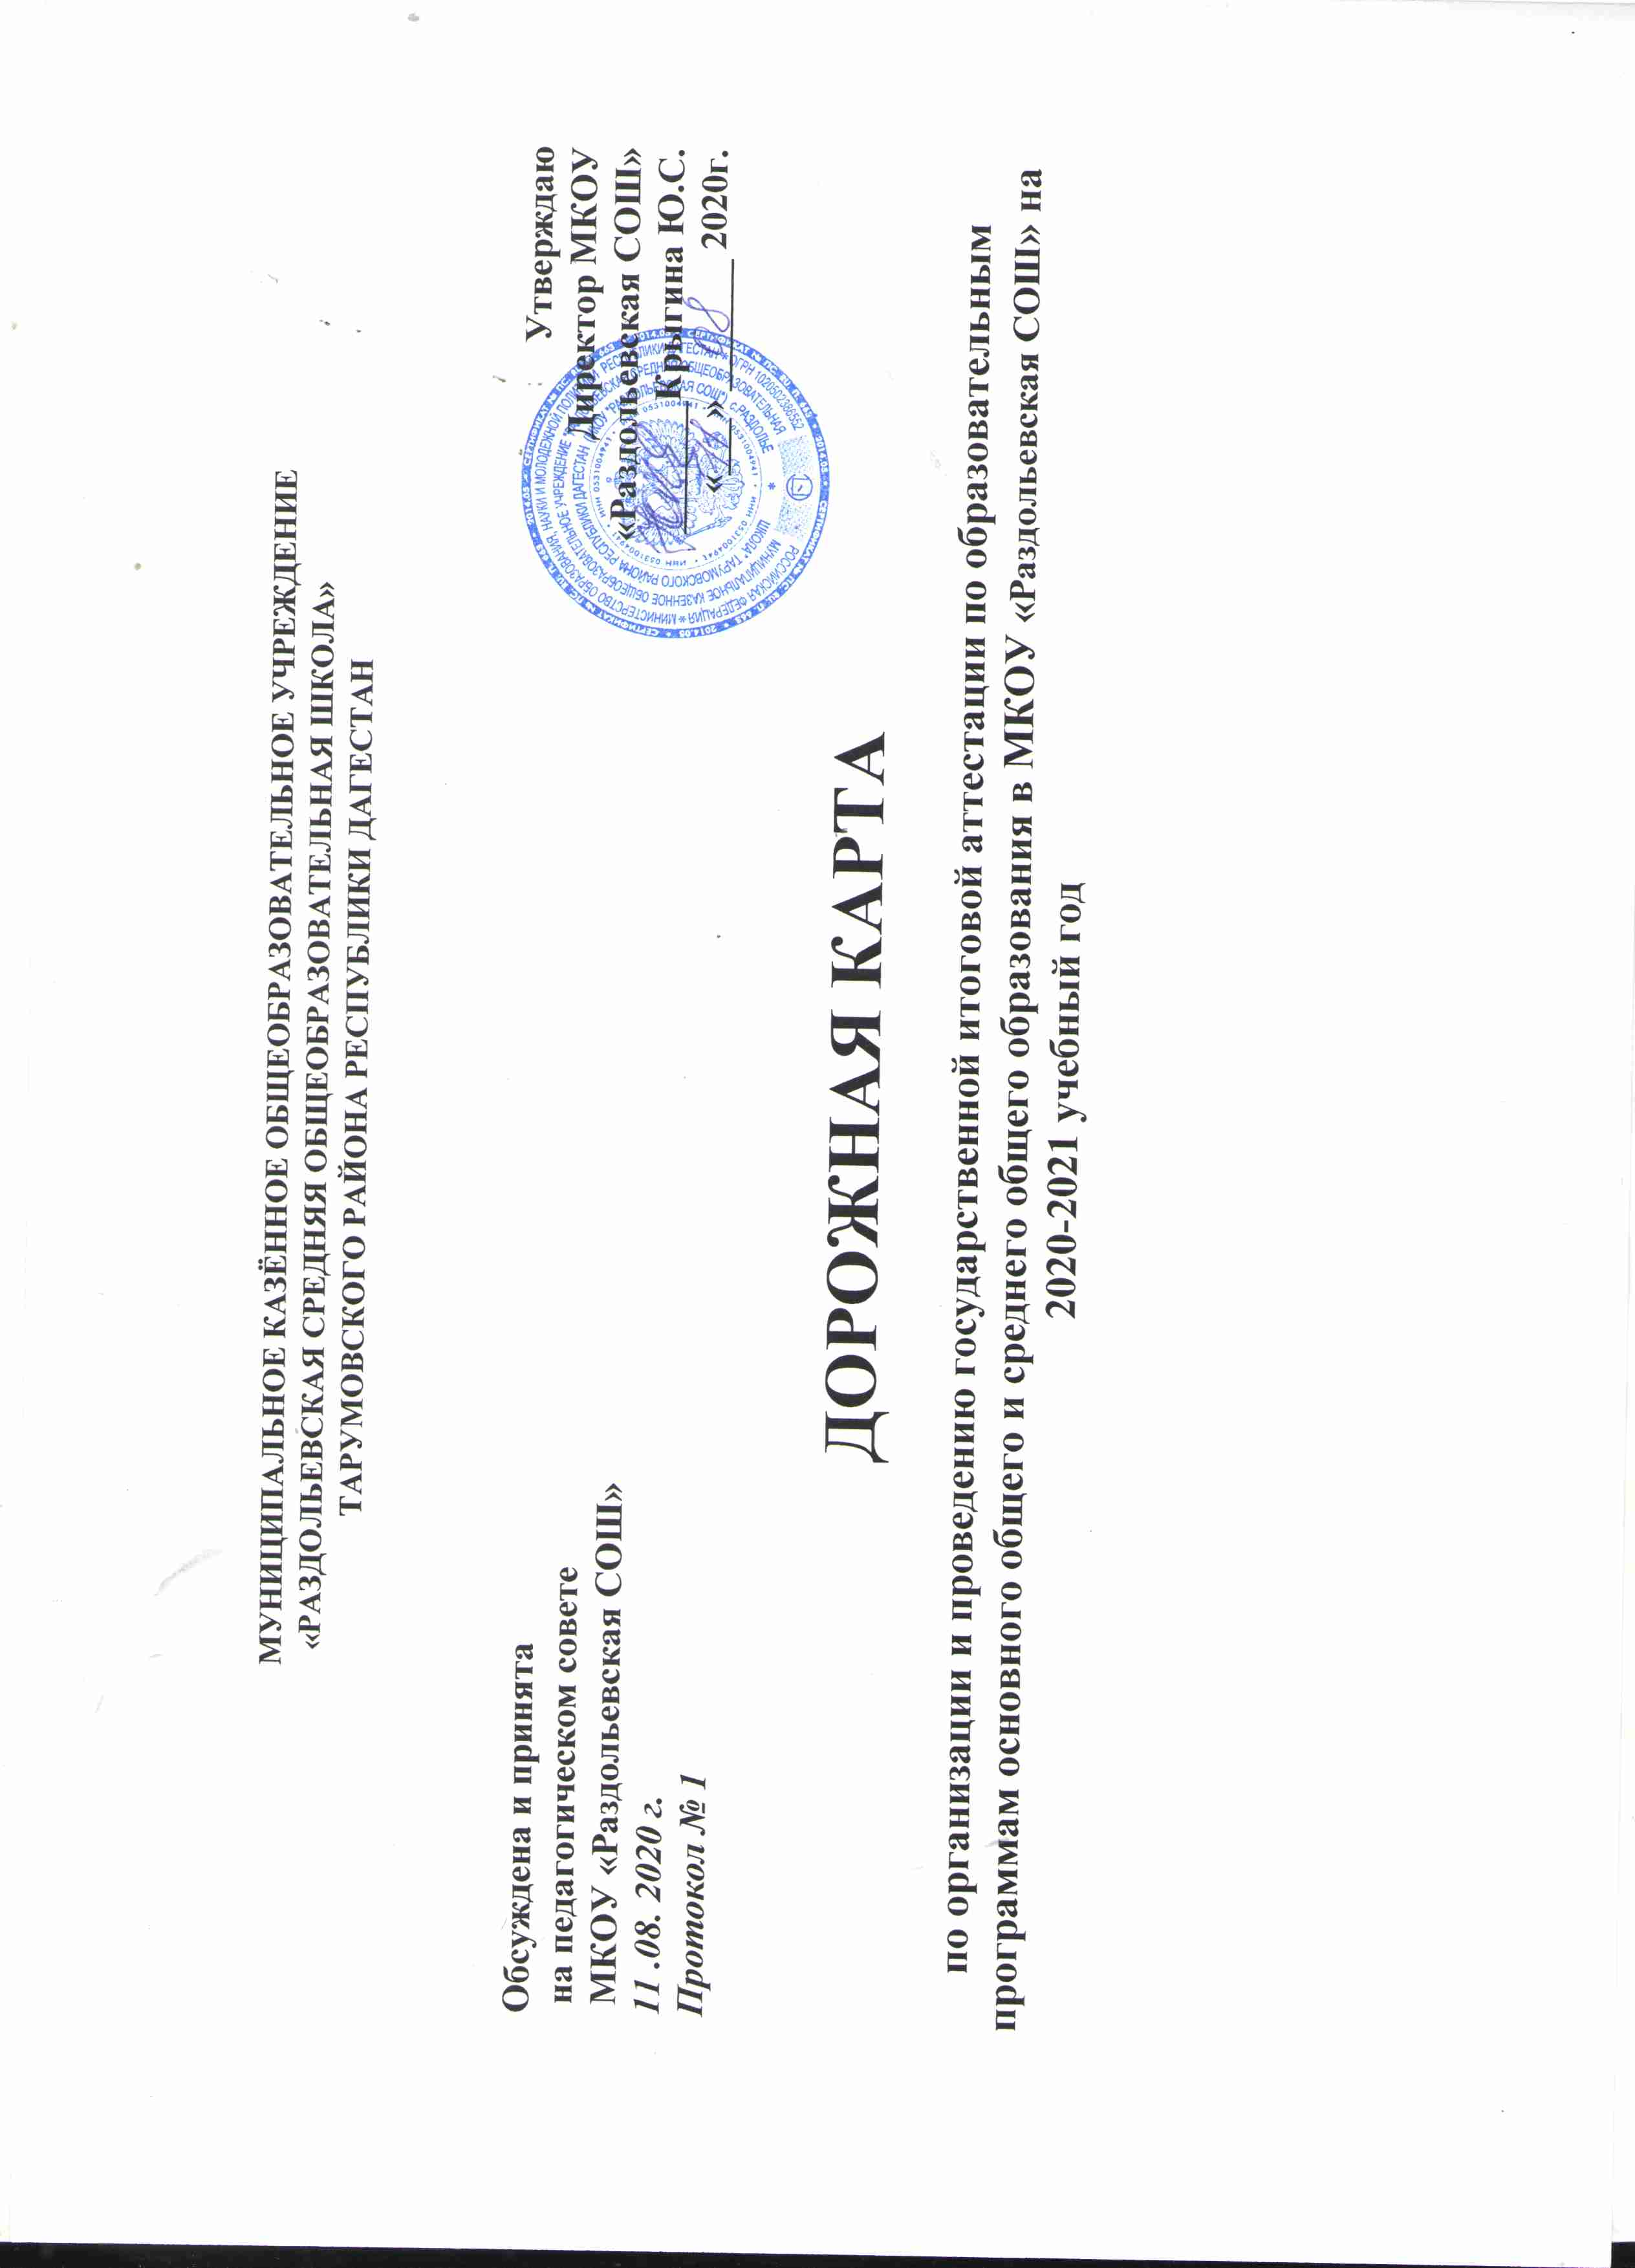 МУНИЦИПАЛЬНОЕ КАЗЁННОЕ ОБЩЕОБРАЗОВАТЕЛЬНОЕ УЧРЕЖДЕНИЕ
«РАЗДОЛЬЕВСКАЯ СРЕДНЯЯ ОБЩЕОБРАЗОВАТЕЛЬНАЯ ШКОЛА»
ТАРУМОВСКОГО РАЙОНА РЕСПУБЛИКИ ДАГЕСТАН
Обсуждена и принята
на педагогическом совете
МКОУ «Раздольевская СОШ»
11 .08. 2020 г.
Протокол № 1
Утверждаю
Директор МКОУ
«Раздольевская СОШ»
Крыгина Ю.С.
« » 08 2020г.
ДОРОЖНАЯ КАРТА
по организации и проведению государственной итоговой аттестации по образовательным
программам основного общего и среднего общего образования в МКОУ «Раздольевская СОШ» на
2020-2021 учебный год